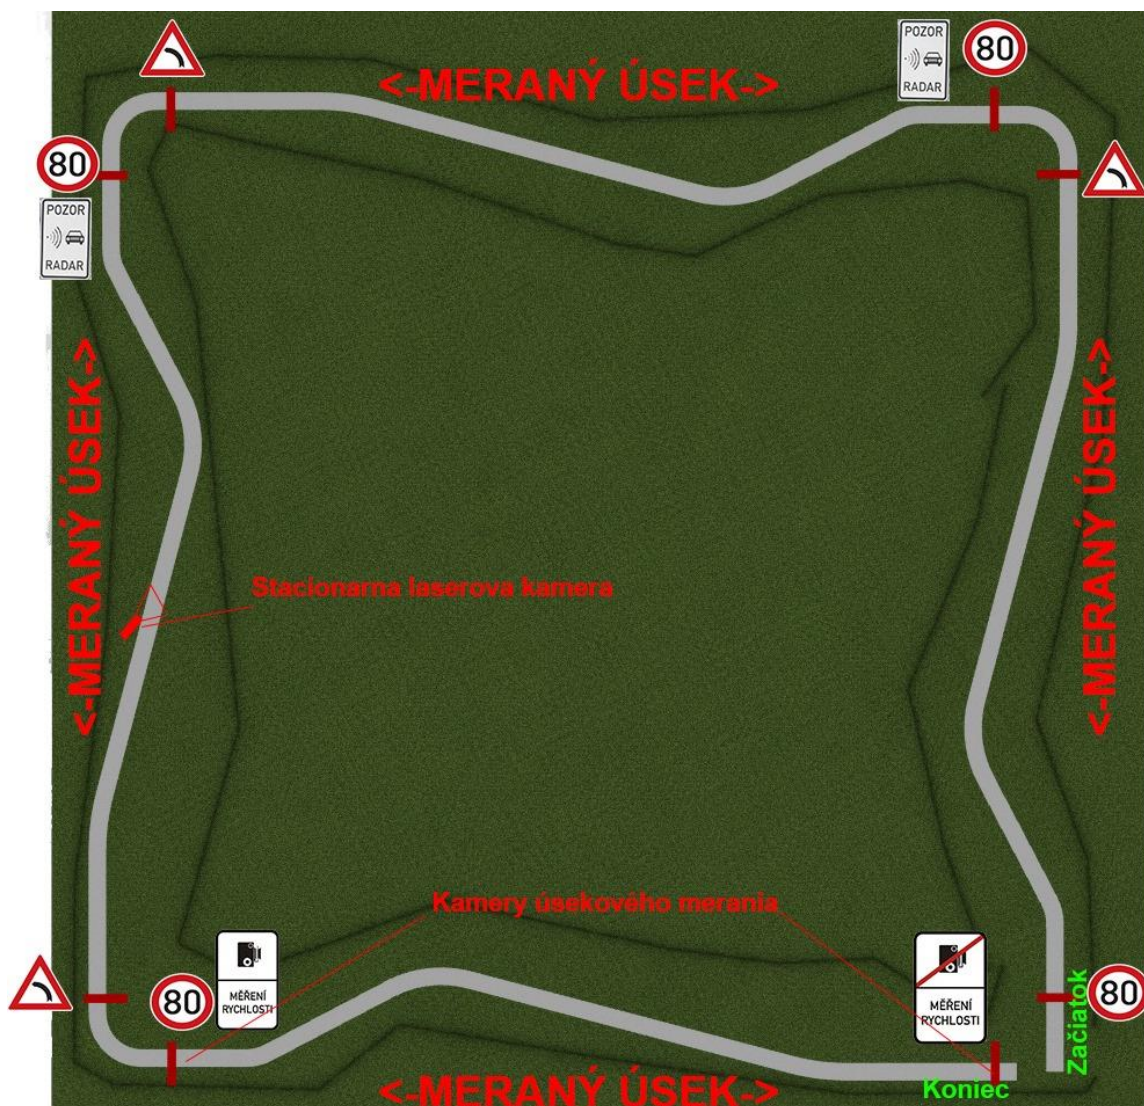 POZOR
RADAR
80
<-MERANÝ ÚSEK->
80
POZOR
RADAR
<-MERANÝ ÚSEK->
<-MERANÝ ÚSEK->
Stacionarna laserova kamera
Kamery úsekového merania
MĚŘENÍ
RYCHLOSTI
MĚŘENÍ
RYCHLOSTI
80
80
Začiatok
Koniec
<-MERANÝ ÚSEK->